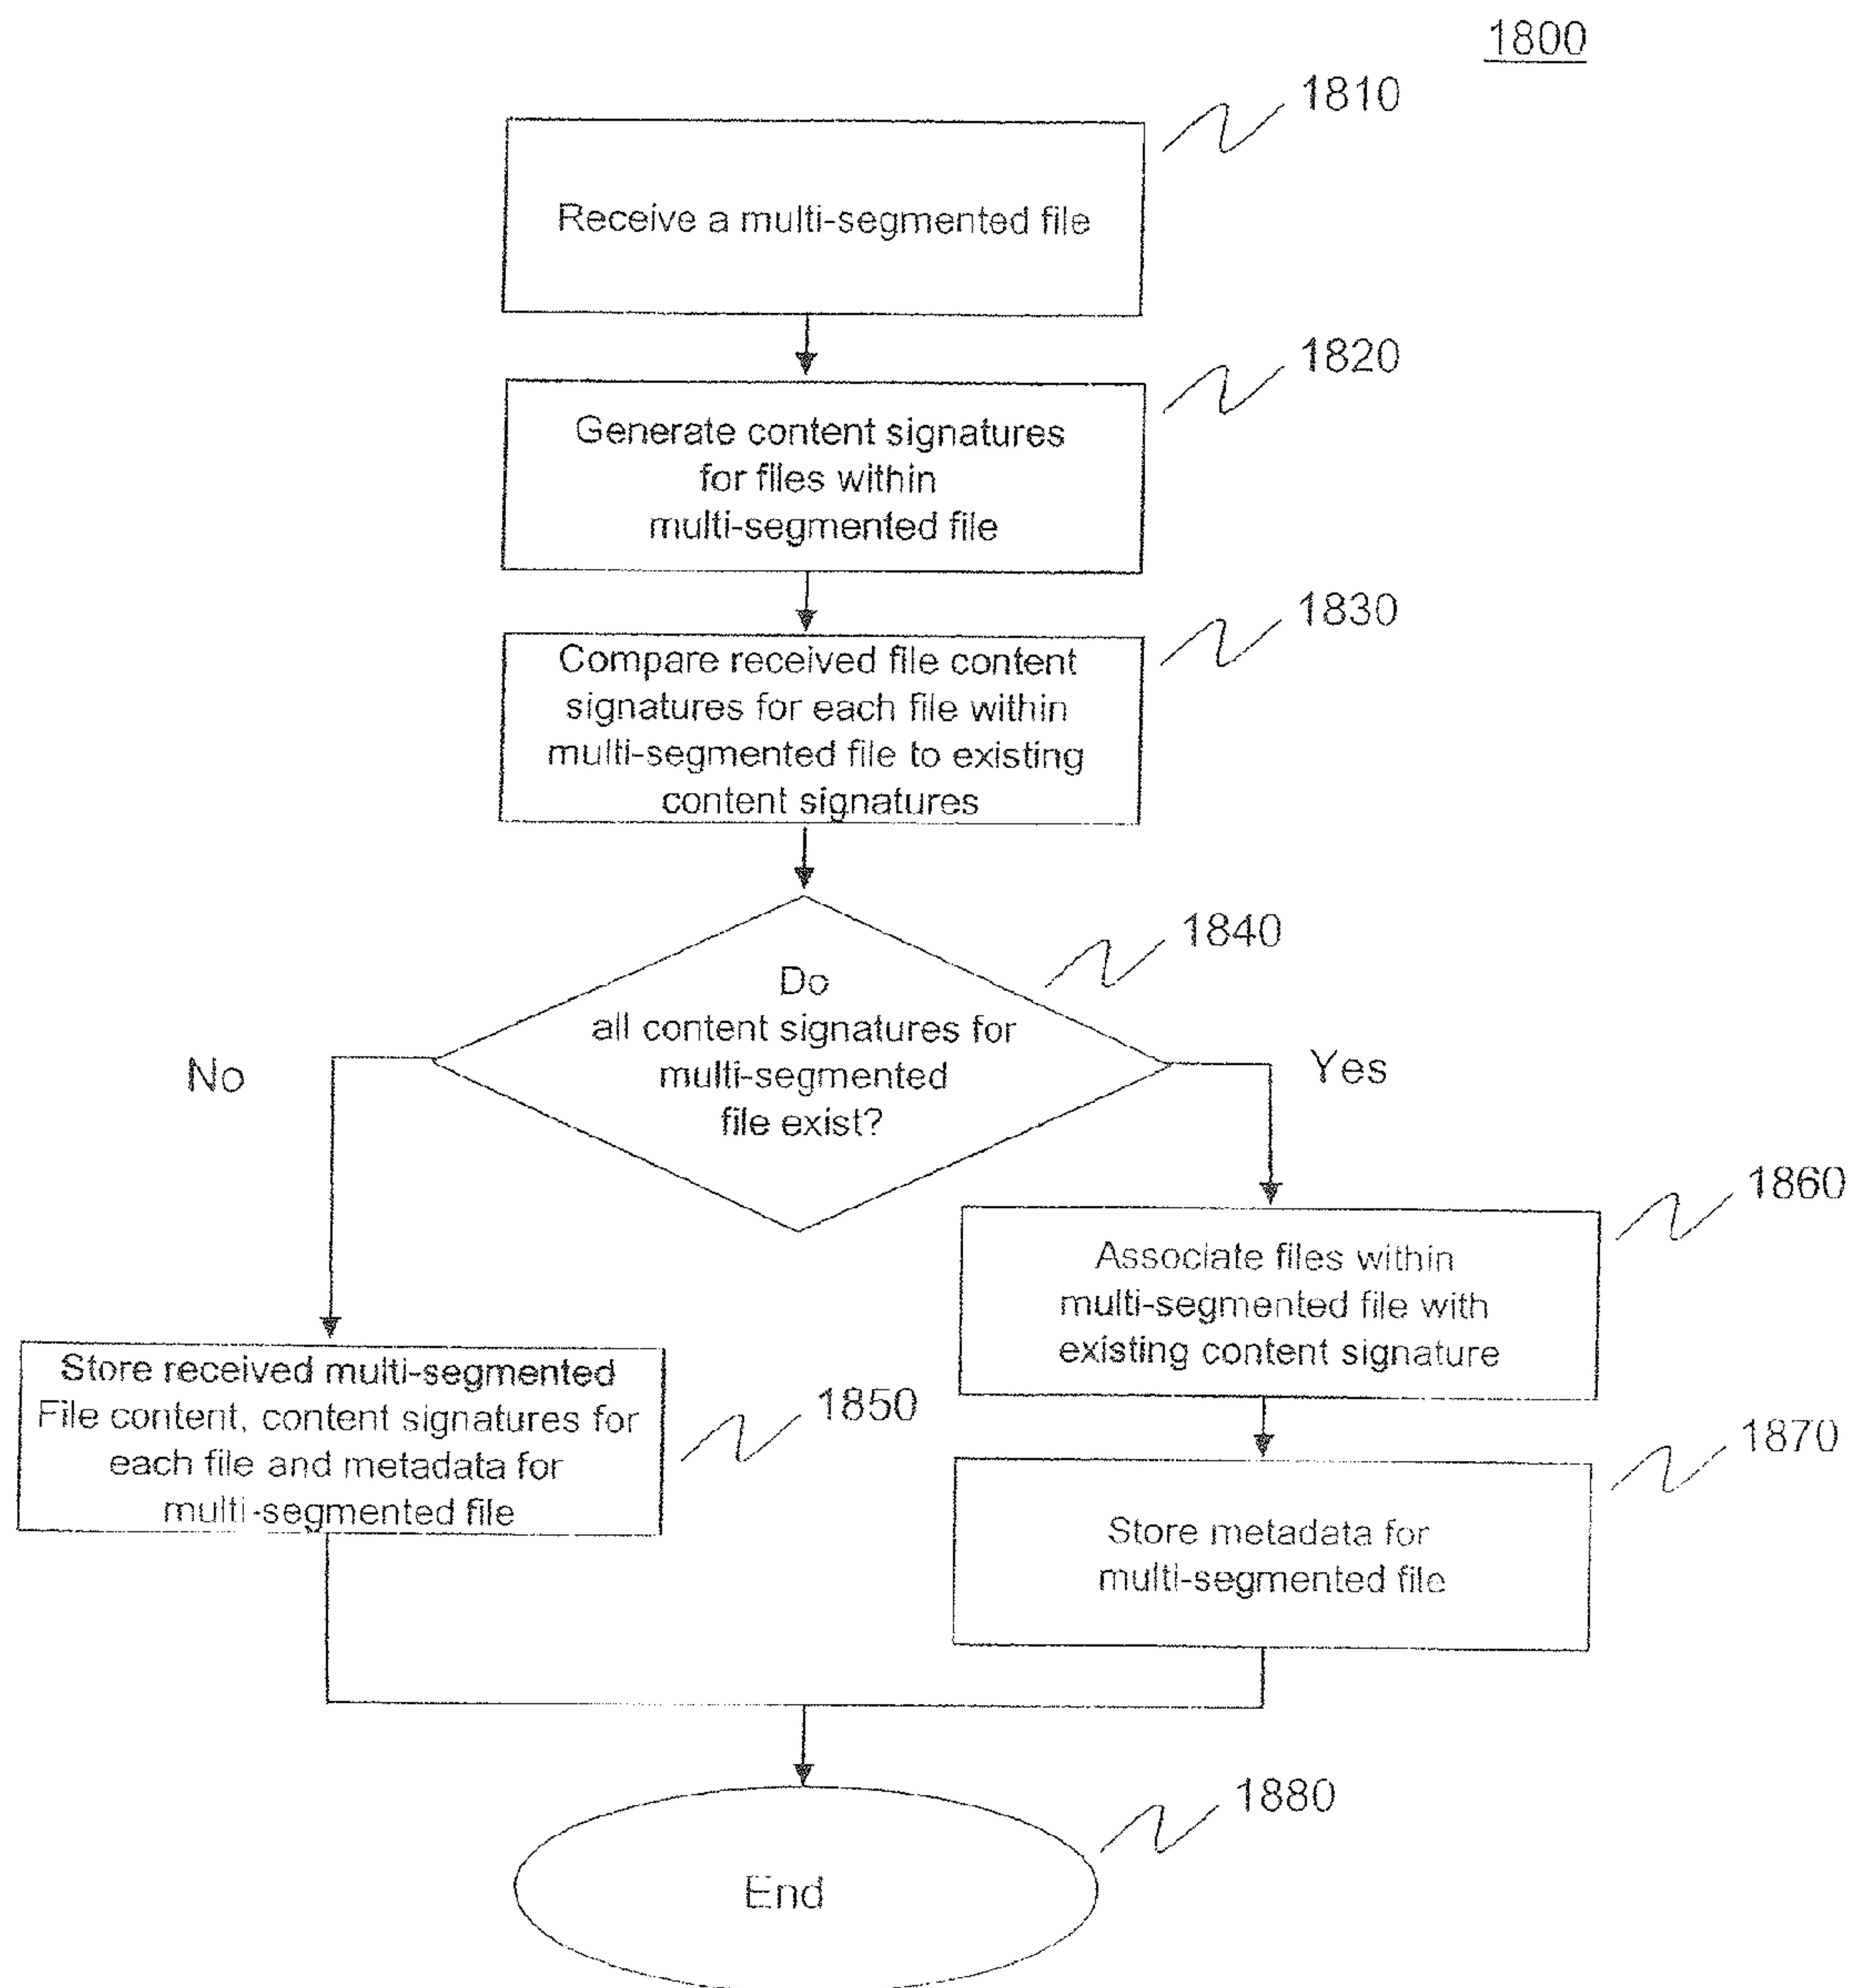 1800
1810
Receive a multi-segmented file
1820
Generate content signatures
for files within
multi-segmented file
1830
Compare received file content
signatures for each file within
multi-segmented file to existing
content signatures
1840
Do
all content signatures for
multi-segmented
file exist?
No
Yes
1860
Associate files within
multi-segmented file with
existing content signature
Store received multi-segmented
File content, content signatures for
each file and metadata for
multi-segmented file
1850
1870
Store metadata for
multi-segmented file
1880
End